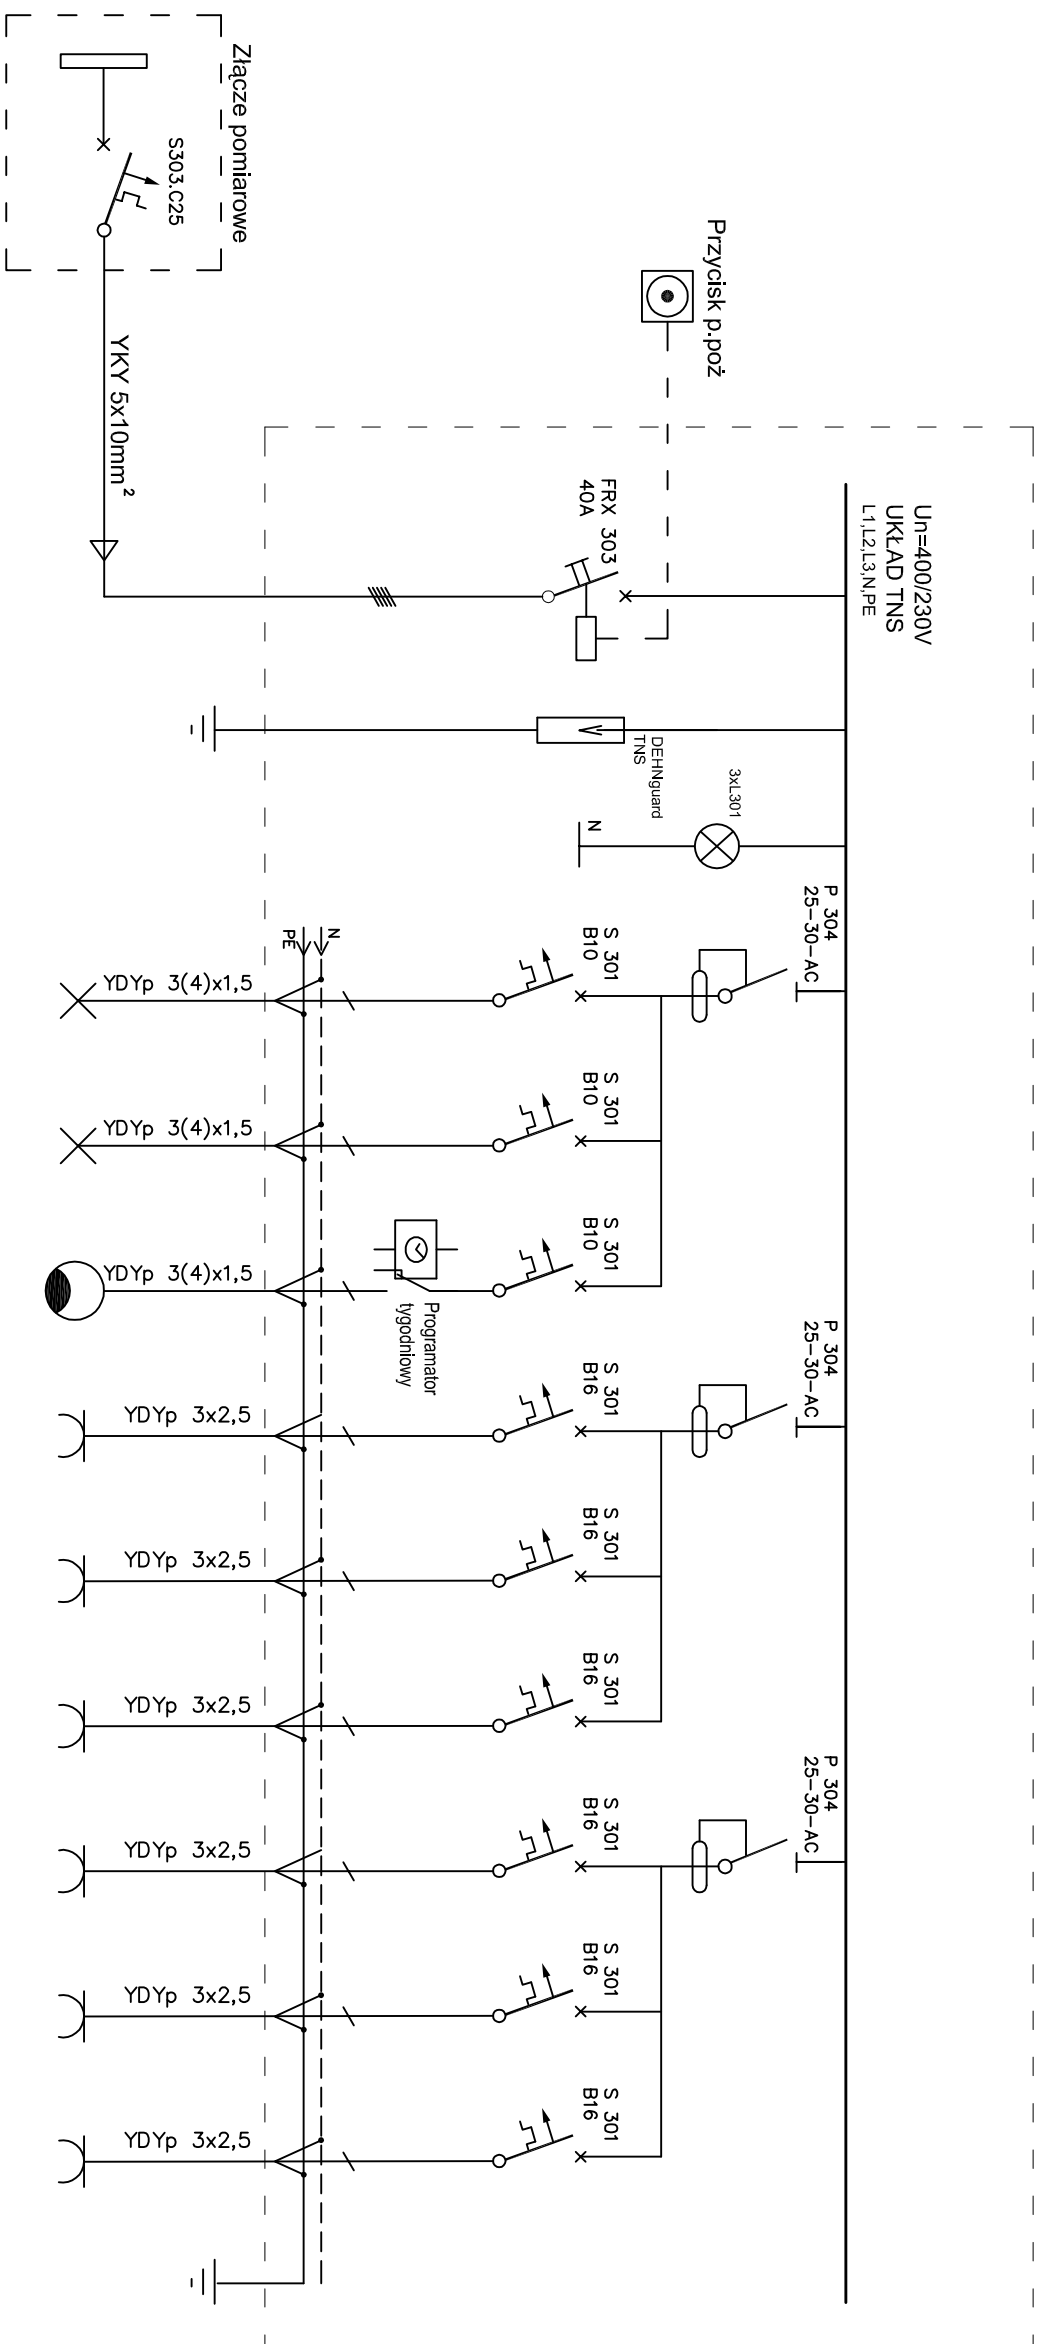 Złącze pomiarowe
S303.C25
YKY 5x10mm²
Przycisk p.poż
FRX 303
40A
Un=400/230V
UKŁAD TNS
L1,L2,L3,N,PE
DEHNguard
TNS
3xL301
N
P 304
25-30-AC
P 304
25-30-AC
P 304
25-30-AC
S 301
B10
S 301
B10
S 301
B10
S 301
B16
S 301
B16
S 301
B16
S 301
B16
S 301
B16
S 301
B16
Programator
tygodniowy
N
PE
YDYp 3(4)x1,5
YDYp 3(4)x1,5
YDYp 3(4)x1,5
YDYp 3x2,5
YDYp 3x2,5
YDYp 3x2,5
YDYp 3x2,5
YDYp 3x2,5
YDYp 3x2,5